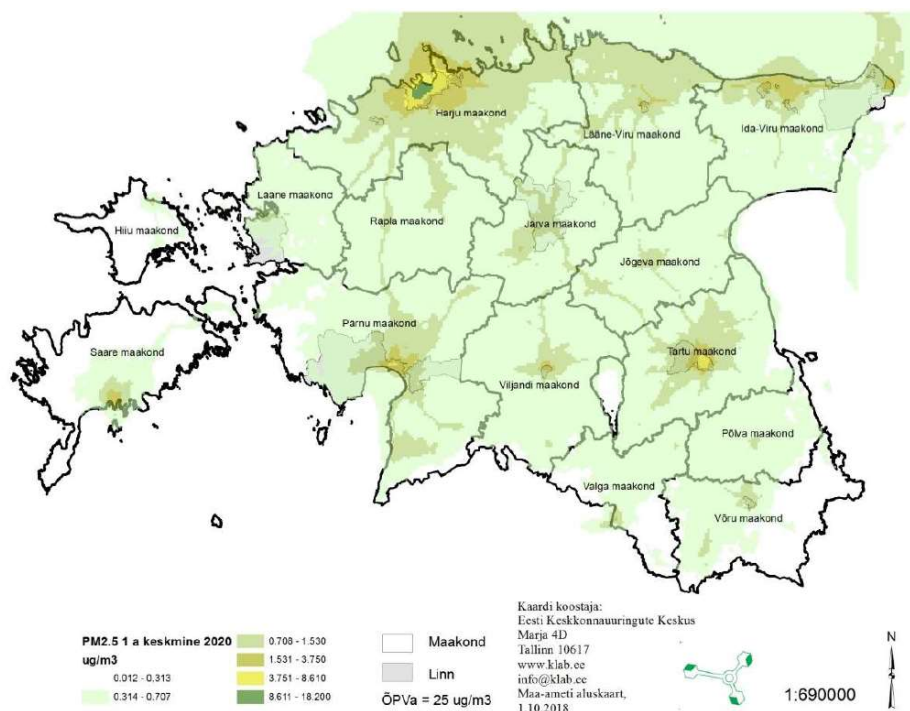 Harju maakond
Lääne-Viru maakond
Ida-Viru maakond
Lääne maakond
Hiiu maakond
Rapla maakond
Järva maakond
Jõgeva maakond
Saare maakond
Pärnu maakond
Viljandi maakond
Tartu maakond
Põlva maakond
Valga maakond
Võru maakond
PM2.5 1 a keskmine 2020
ug/m3
0.012 - 0.313
0.314 - 0.707
0.708 - 1.530
1.531 - 3.750
3.751 - 8.610
8.611 - 18.200
Maakond
Linn
ÕPVa = 25 ug/m3
Kaardi koostaja:
Eesti Keskkonnauuringute Keskus
Marja 4D
Tallinn 10617
www.klab.ee
info@klab.ee
Maa-ameti aluskaart,
1.10.2018
1:690000
N